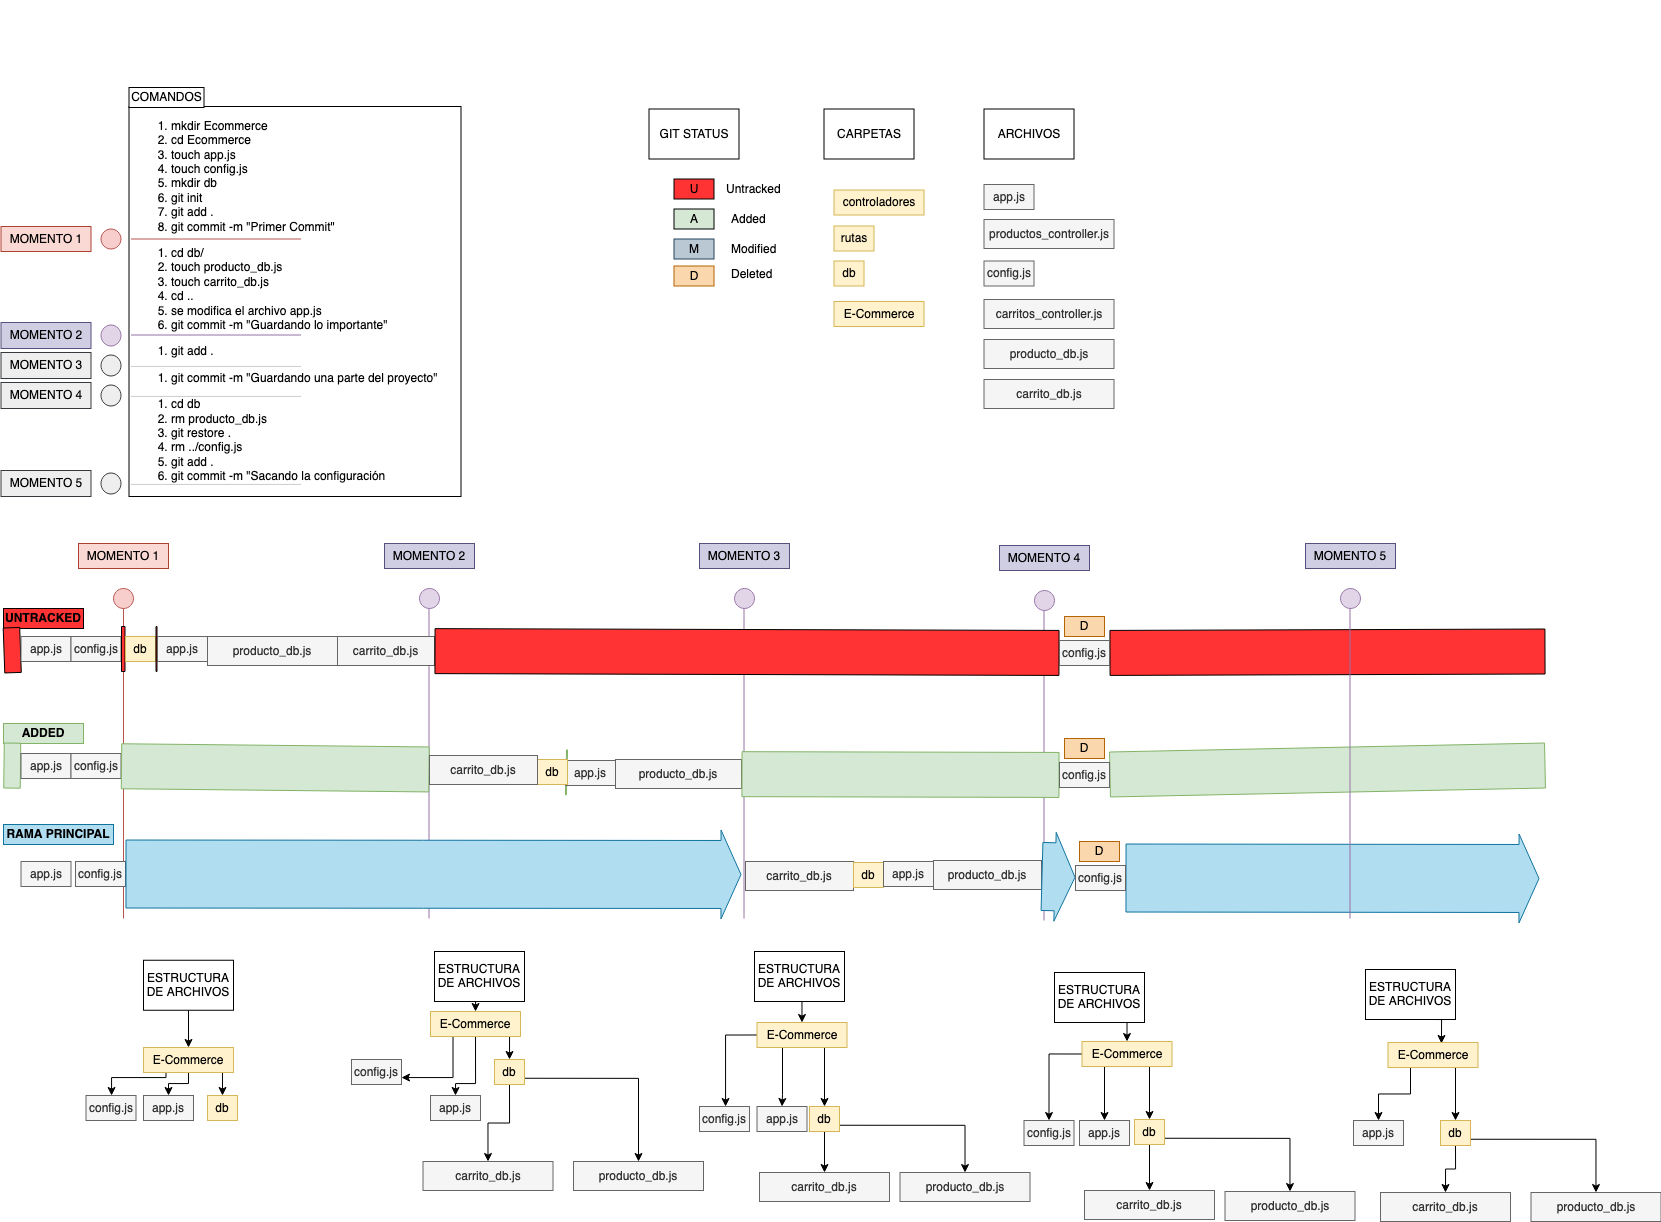 COMANDOS
1. mkdir Ecommerce
2. cd Ecommerce
3. touch app.js
4. touch config.js
5. mkdir db
6. git init
7. git add .
8. git commit -m "Primer Commit"
MOMENTO 1
1. cd db/
2. touch producto_db.js
3. touch carrito_db.js
4. cd ..
5. se modifica el archivo app.js
6. git commit -m "Guardando lo importante"
MOMENTO 2
1. git add .
MOMENTO 3
1. git commit -m "Guardando una parte del proyecto"
MOMENTO 4
1. cd db
2. rm producto_db.js
3. git restore .
4. rm ../config.js
5. git add .
6. git commit -m "Sacando la configuración
MOMENTO 5
GIT STATUS
U Untracked
A Added
M Modified
D Deleted
CARPETAS
controladores
rutas
db
E-Commerce
ARCHIVOS
app.js
productos_controller.js
config.js
carritos_controller.js
producto_db.js
carrito_db.js
MOMENTO 1 MOMENTO 2 MOMENTO 3 MOMENTO 4 MOMENTO 5
UNTRACKED
D
app.js config.js db app.js producto_db.js carrito_db.js config.js
ADDED
D
app.js config.js carrito_db.js db app.js producto_db.js config.js
RAMA PRINCIPAL
D
app.js config.js carrito_db.js db app.js producto_db.js config.js
ESTRUCTURA
DE ARCHIVOS
E-Commerce
config.js app.js db
ESTRUCTURA
DE ARCHIVOS
E-Commerce
config.js db
app.js
carrito_db.js producto_db.js
ESTRUCTURA
DE ARCHIVOS
E-Commerce
config.js app.js db
carrito_db.js producto_db.js
ESTRUCTURA
DE ARCHIVOS
E-Commerce
config.js app.js db
carrito_db.js producto_db.js
ESTRUCTURA
DE ARCHIVOS
E-Commerce
app.js db
carrito_db.js producto_db.js